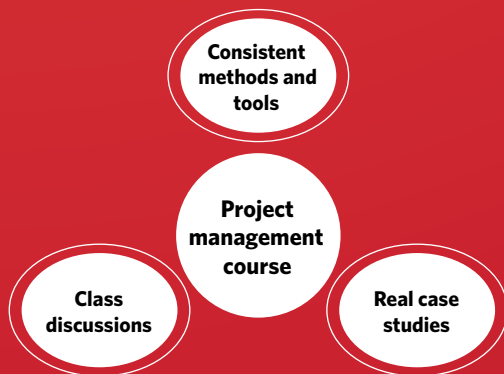 Consistent
methods and
tools
Project
management
course
Class
discussions
Real case
studies